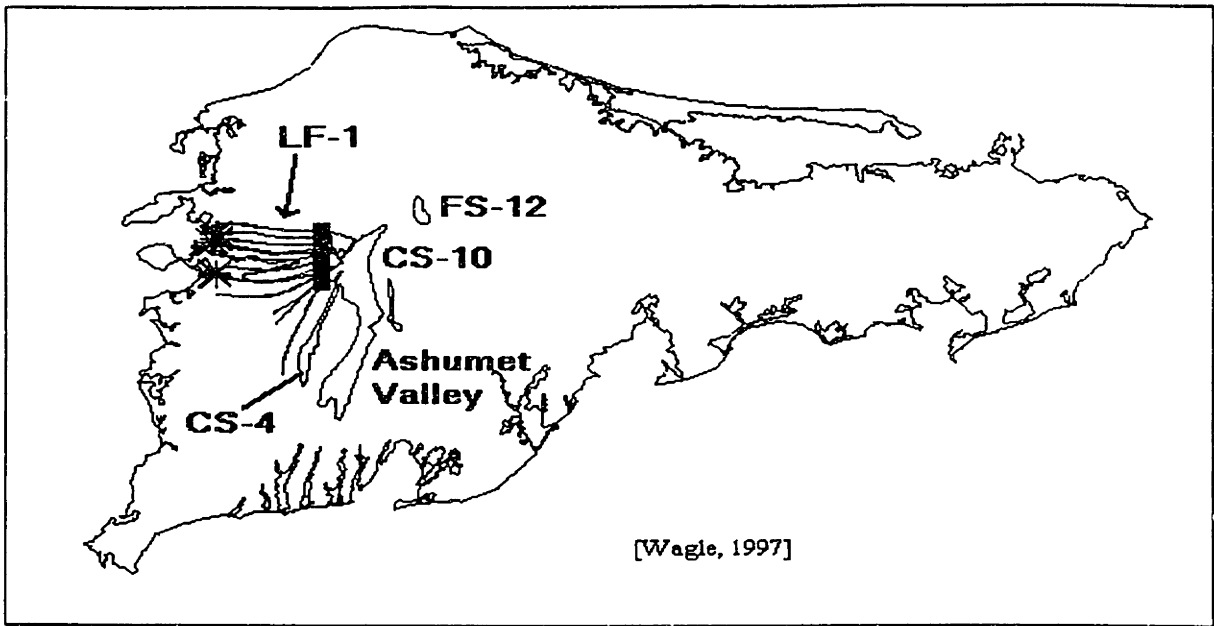 LF-1
FS-12
CS-10
Ashumet
Valley
CS-4
[Wagle, 1997]